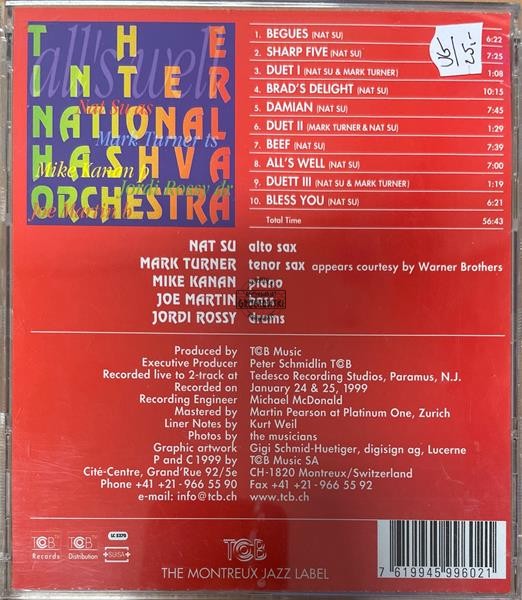 THE
INTER
NATIONAL
HASHVA
ORCHESTRA
all's well
Nat Su as
Mark Turner ts
Mike Kanan p
Jordi Rossy dr
Joe Martin b
1. BEGUES (NAT SU) 6:22
2. SHARP FIVE (NAT SU) 7:25
3. DUET I (NAT SU & MARK TURNER) 1:08
4. BRAD'S DELIGHT (NAT SU) 10:15
5. DAMIAN (NAT SU) 7:45
6. DUET II (MARK TURNER & NAT SU) 1:29
7. BEEF (NAT SU) 7:39
8. ALL'S WELL (NAT SU) 7:00
9. DUETT III (NAT SU & MARK TURNER) 1:19
10. BLESS YOU (NAT SU) 6:21
Total Time 56:43
NAT SU alto sax
MARK TURNER tenor sax appears courtesy by Warner Brothers
MIKE KANAN piano
JOE MARTIN bass
JORDI ROSSY drums
Produced by TCB Music
Executive Producer Peter Schmidlin TCB
Recorded live to 2-track at Tedesco Recording Studios, Paramus, N.J.
Recorded on January 24 & 25, 1999
Recording Engineer Michael McDonald
Mastered by Martin Pearson at Platinum One, Zurich
Liner Notes by Kurt Weil
Photos by the musicians
Graphic artwork Gigi Schmid-Huetiger, digisign ag, Lucerne
P and C 1999 by TCB Music SA
Cité-Centre, Grand'Rue 92/5e CH-1820 Montreux/Switzerland
Phone +41 +21-966 55 90 Fax +41 +21-966 55 92
e-mail: info@tcb.ch www.tcb.ch
TCB Records
TCB Distribution
SUISA
LC 5370
TCB
THE MONTREUX JAZZ LABEL
7 619945 996021